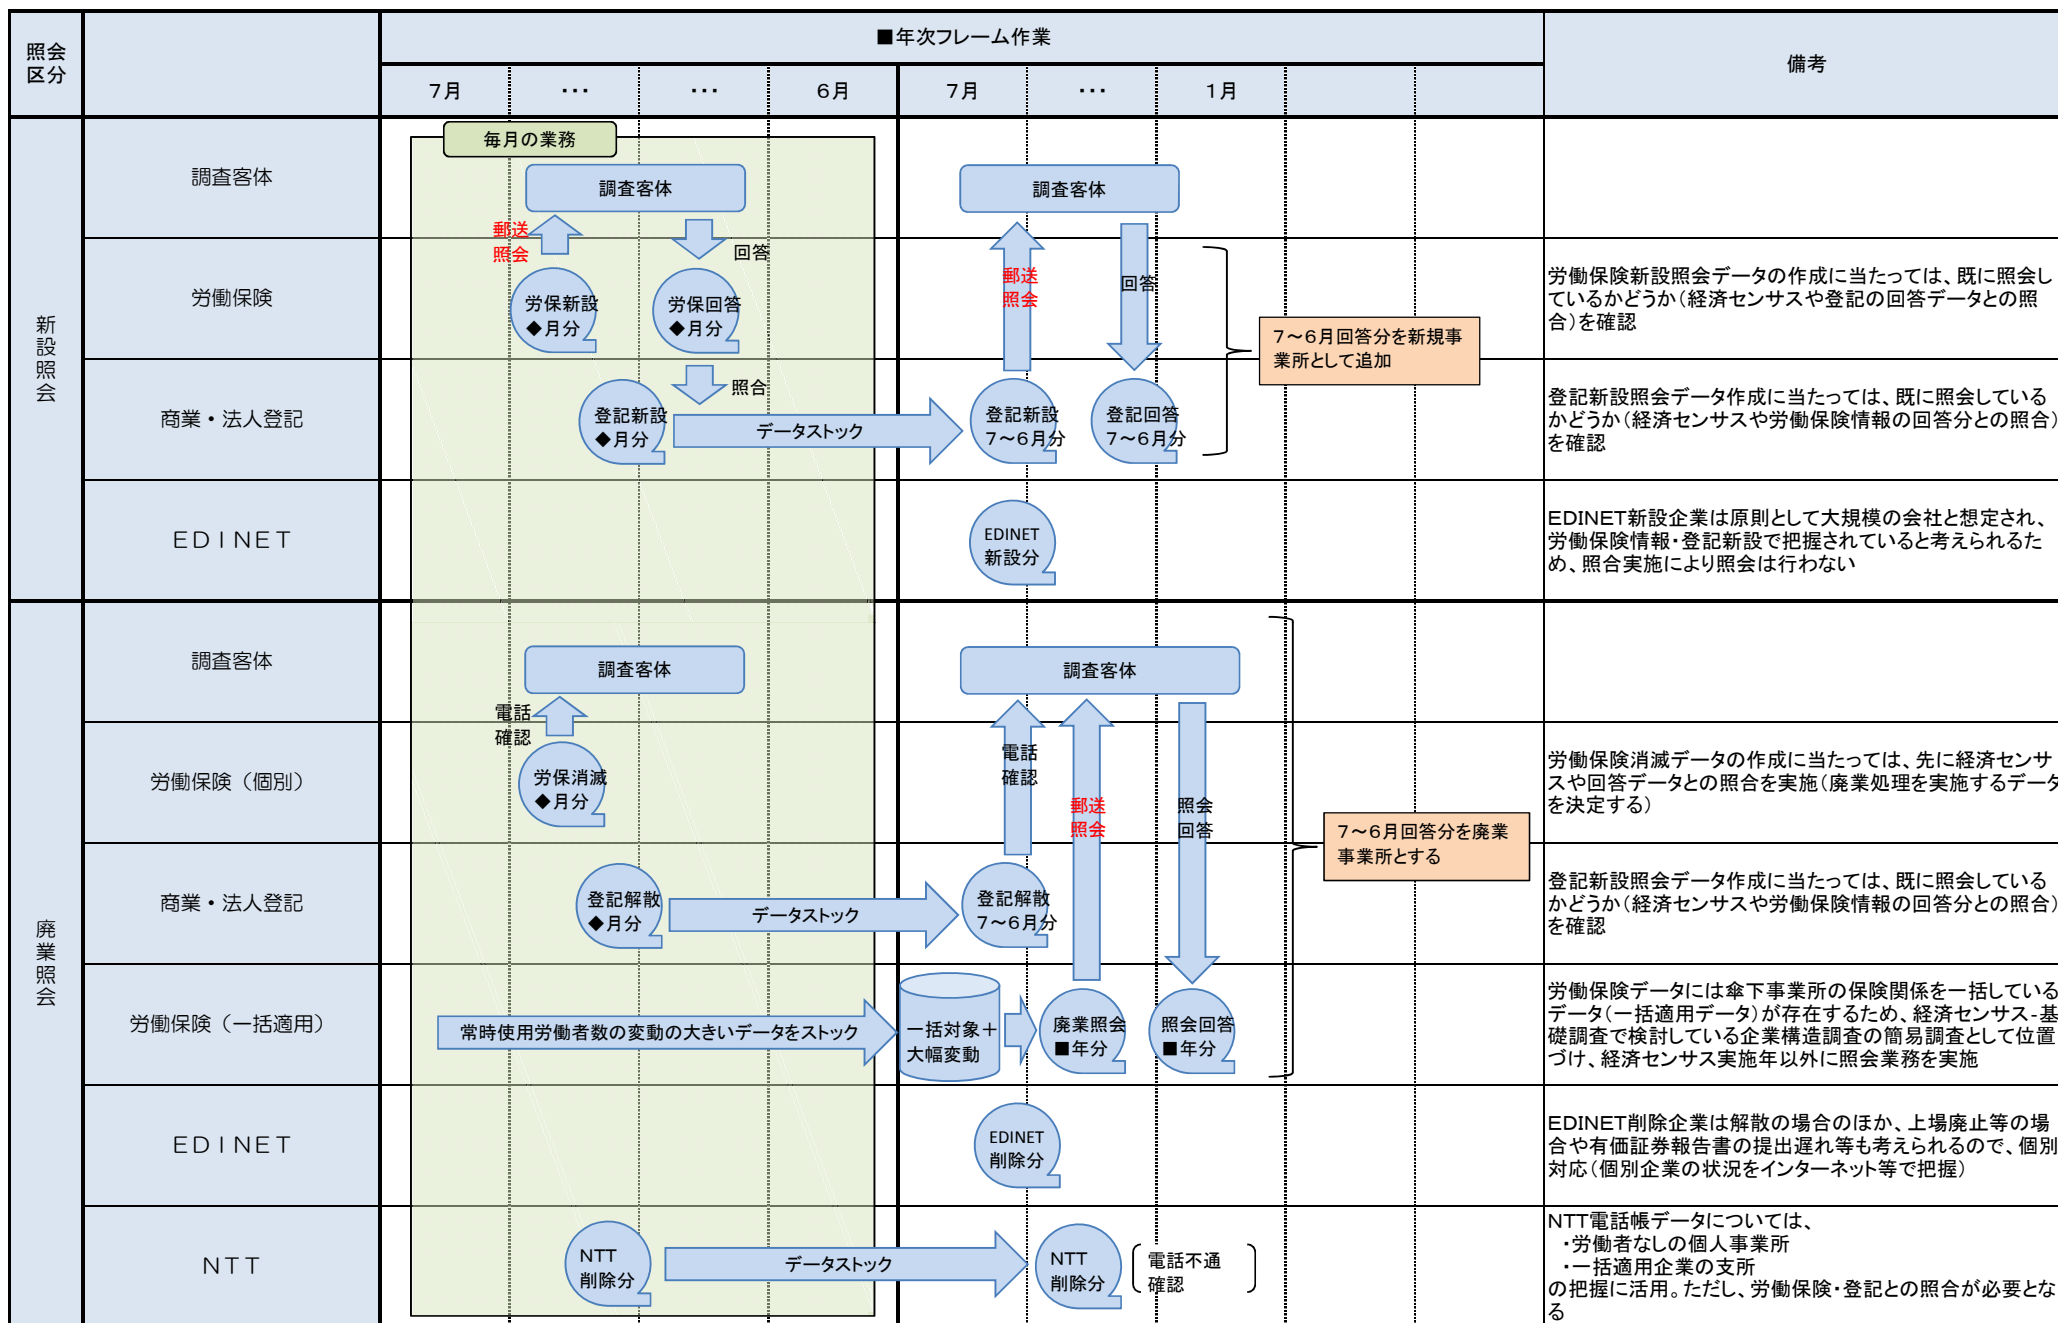 照会
区分
■年次フレーム作業
備考
7月
・・・
・・・
6月
7月
・・・
1月
新設照会
調査客体
毎月の業務
調査客体
調査客体
郵送
照会
回答
郵送
照会
回答
労働保険
労保新設
◆月分
労保回答
◆月分
7～6月回答分を新規事
業所として追加
労働保険新設照会データの作成に当たっては、既に照会し
ているかどうか（経済センサスや登記の回答データとの照
合）を確認
商業・法人登記
照合
登記新設
◆月分
データストック
登記新設
7～6月分
登記回答
7～6月分
登記新設照会データ作成に当たっては、既に照会している
かどうか（経済センサスや労働保険情報の回答分との照合）
を確認
EDINET
EDINET
新設分
EDINET新設企業は原則として大規模の会社と想定され、
労働保険情報・登記新設で把握されていると考えられるた
め、照合実施により照会は行わない
廃業照会
調査客体
調査客体
調査客体
電話
確認
電話
確認
郵送
照会
照会
回答
労働保険（個別）
労保消滅
◆月分
7～6月回答分を廃業
事業所とする
労働保険消滅データの作成に当たっては、先に経済センサ
スや回答データとの照合を実施（廃業処理を実施するデータ
を決定する）
商業・法人登記
登記解散
◆月分
データストック
登記解散
7～6月分
登記新設照会データ作成に当たっては、既に照会している
かどうか（経済センサスや労働保険情報の回答分との照合）
を確認
労働保険（一括適用）
常時使用労働者数の変動の大きいデータをストック
一括対象＋
大幅変動
廃業照会
■年分
照会回答
■年分
労働保険データには傘下事業所の保険関係を一括している
データ（一括適用データ）が存在するため、経済センサス-基
礎調査で検討している企業構造調査の簡易調査として位置
づけ、経済センサス実施年以外に照会業務を実施
EDINET
EDINET
削除分
EDINET削除企業は解散の場合のほか、上場廃止等の場
合や有価証券報告書の提出遅れ等も考えられるので、個別
対応（個別企業の状況をインターネット等で把握）
NTT
NTT
削除分
データストック
NTT
削除分
電話不通
確認
NTT電話帳データについては、
・労働者なしの個人事業所
・一括適用企業の支所
の把握に活用。ただし、労働保険・登記との照合が必要とな
る